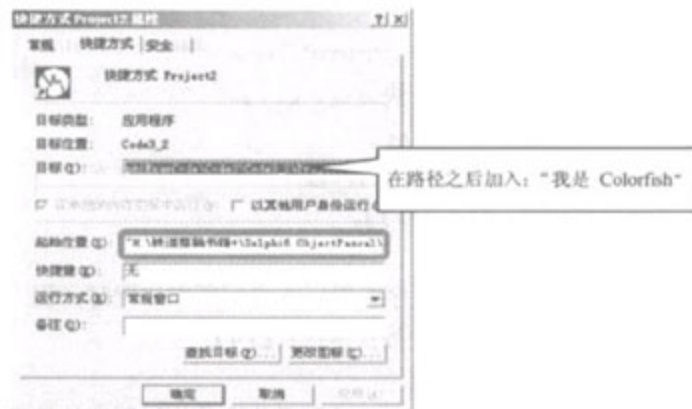 快捷方式 Project2 属性
常规 快捷方式 安全
快捷方式 Project2
目标类型: 应用程序
目标位置: Code3_2
目标(T):
在路径之后加入:“我是 Colorfish”
以其他用户身份运行
起始位置(S): \Delphi6 ObjectPascal\
快捷键(K): 无
运行方式(R): 常规窗口
备注(O):
查找目标(F)... 更改图标(C)...
确定 取消